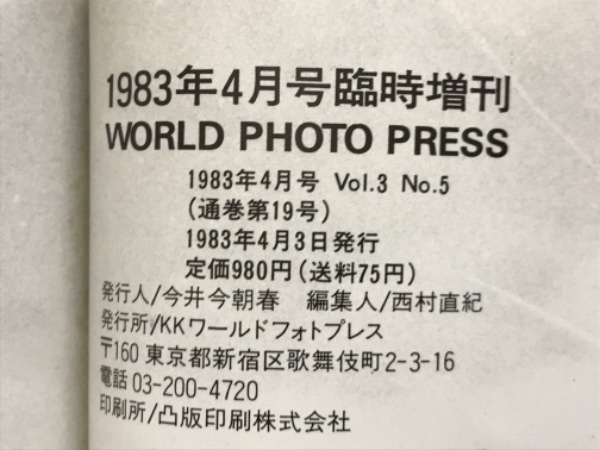 1983年4月号臨時増刊
WORLD PHOTO PRESS
1983年4月号 Vol.3 No.5
(通巻第19号)
1983年4月3日発行
定価980円(送料75円)
発行人/今井今朝春 編集人/西村直紀
発行所/KKワールドフォトプレス
〒160 東京都新宿区歌舞伎町2-3-16
電話 03-200-4720
印刷所/凸版印刷株式会社